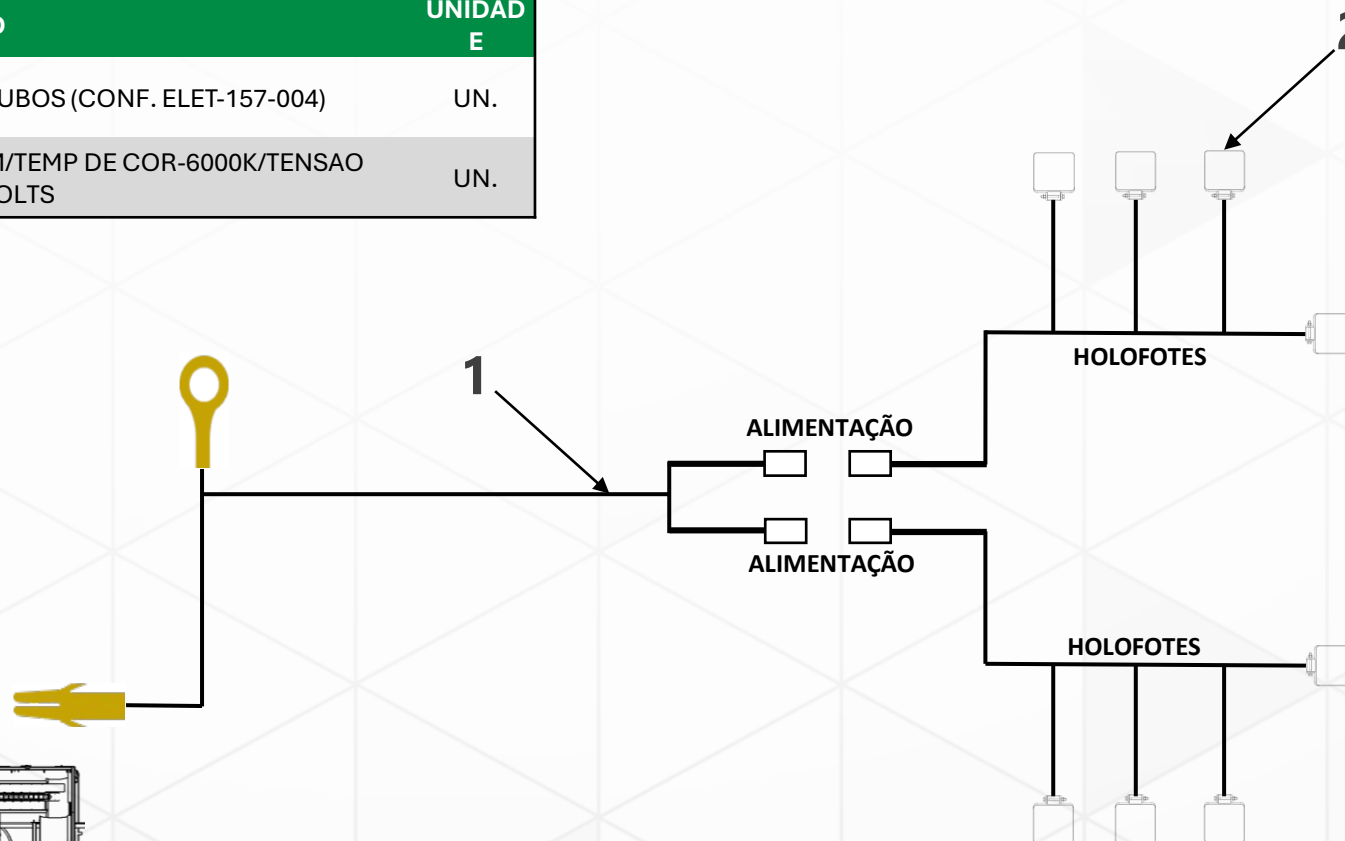 UNIDAD
E
UBOS (CONF. ELET-157-004) UN.
M/TEMP DE COR-6000K/TENSAO
OLTS UN.
2
1
HOLOFOTES
ALIMENTAÇÃO
ALIMENTAÇÃO
HOLOFOTES